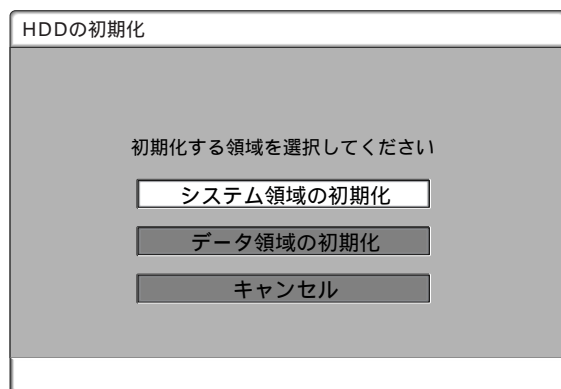 HDDの初期化
初期化する領域を選択してください
システム領域の初期化
データ領域の初期化
キャンセル